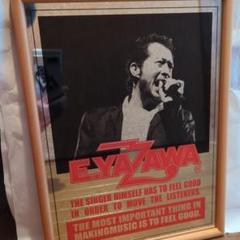 E.YAZAWA
THE SINGER HIMSELF HAS TO FEEL GOOD
IN ORDER TO MOVE THE LISTENERS.
THE MOST IMPORTANT THING IN
MAKINGMUSIC IS TO FEEL GOOD.